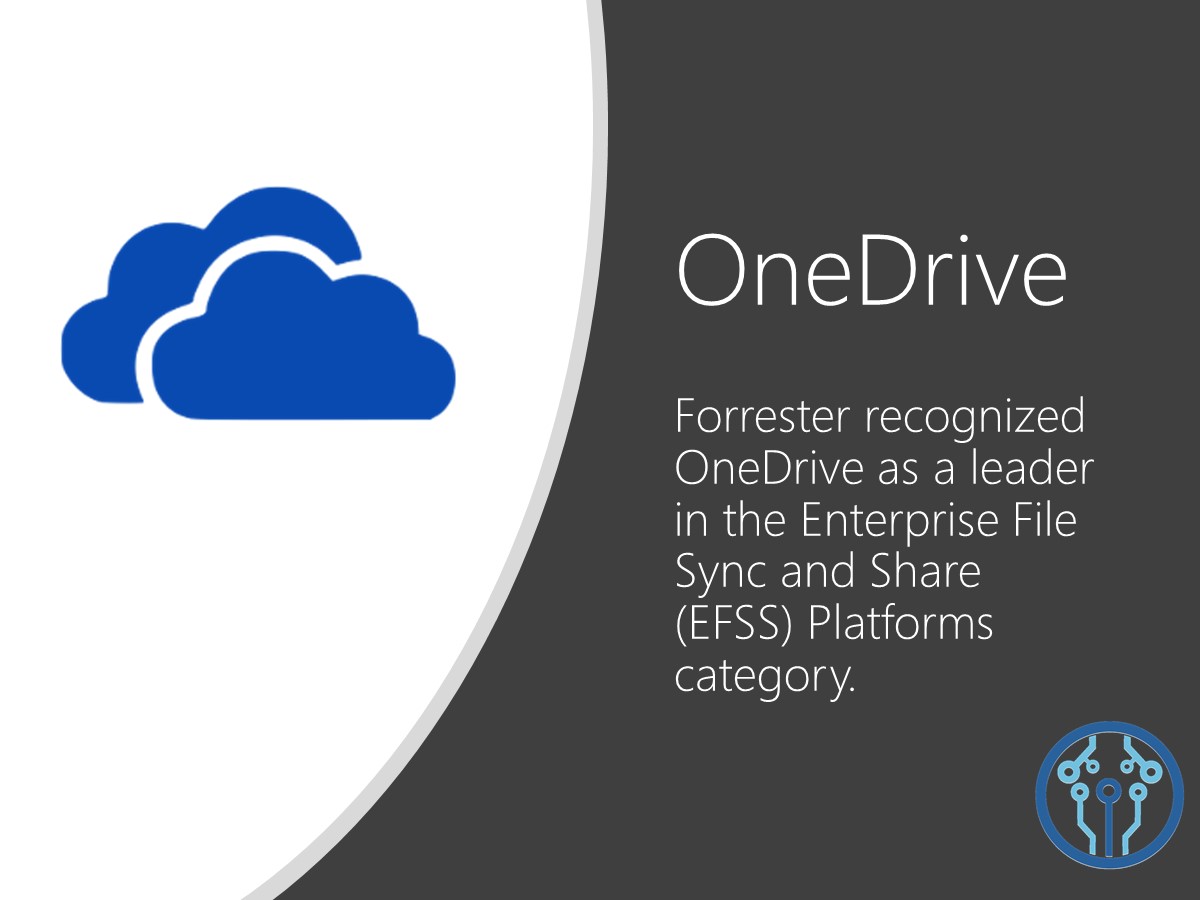 OneDrive
Forrester recognized
OneDrive as a leader
in the Enterprise File
Sync and Share
(EFSS) Platforms
category.